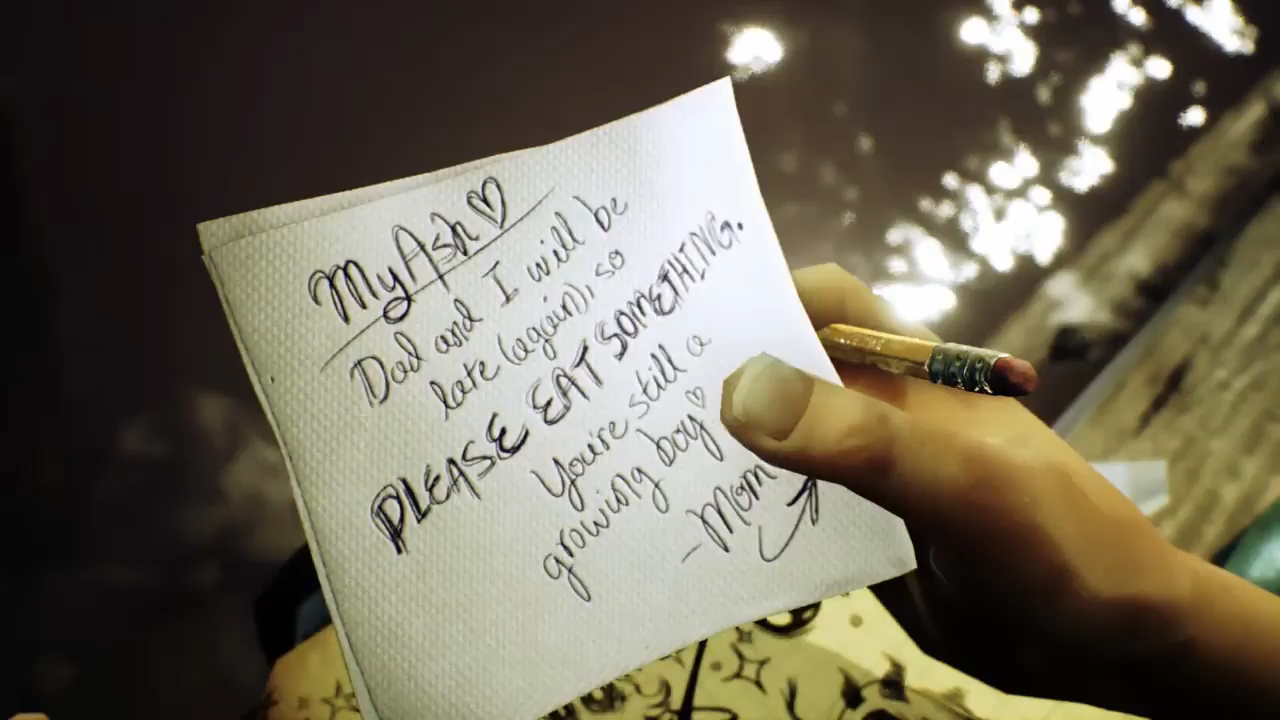 My Ash ♡
Dad and I will be
late (again), so
PLEASE EAT SOMETHING.
You're still a
growing boy ♡
-Mom